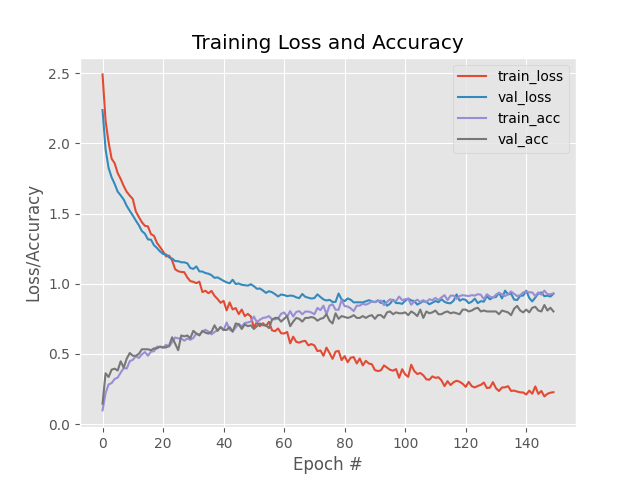 Training Loss and Accuracy
2.5
2.0
1.5
1.0
0.5
0.0
Loss/Accuracy
train_loss
val_loss
train_acc
val_acc
0 20 40 60 80 100 120 140
Epoch #